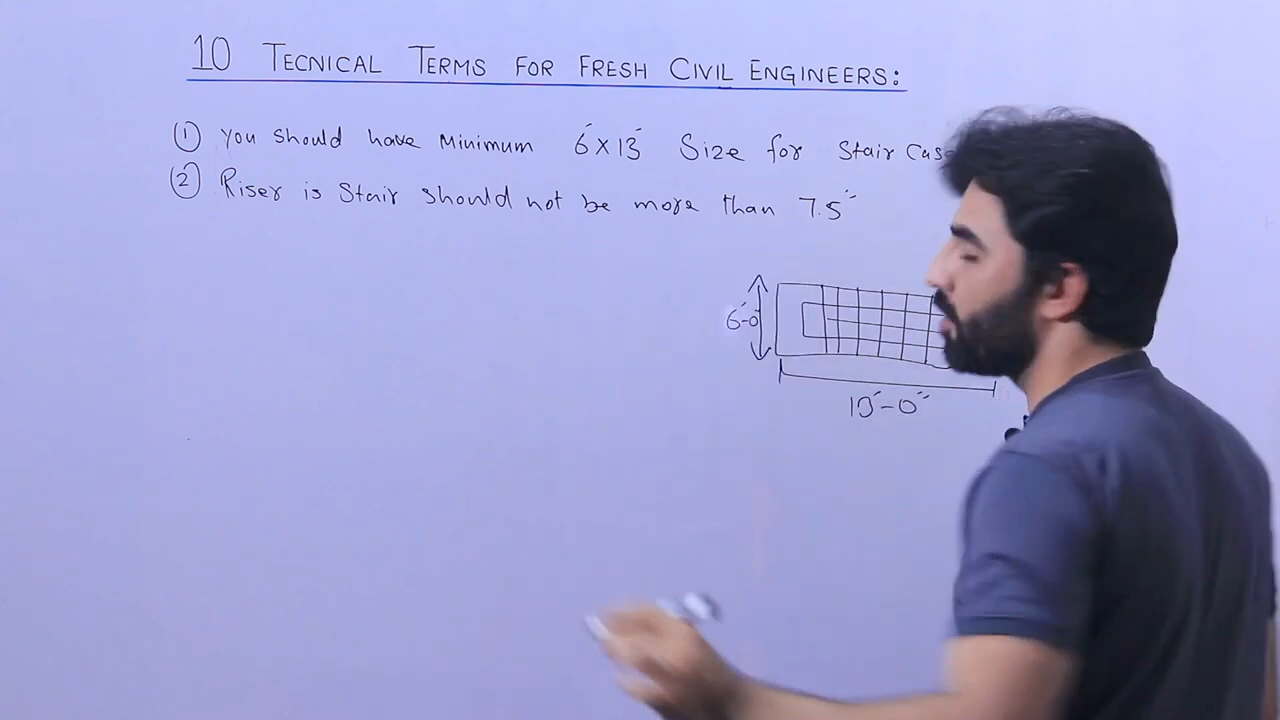 10 TECNICAL TERMS FOR FRESH CIVIL ENGINEERS:
① You should have Minimum 6'x13' Size for Stair Case
② Riser is Stair should not be more than 7.5"
6'-0"
13'-0"